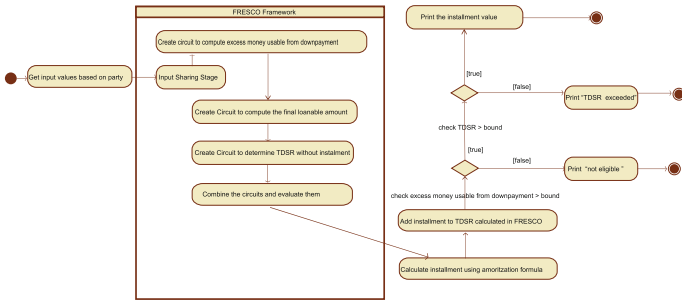 FRESCO Framework
Create circuit to compute excess money usable from downpayment
Get input values based on party
Input Sharing Stage
Create Circuit to compute the final loanable amount
Create Circuit to determine TDSR without instalment
Combine the circuits and evaluate them
Print the installment value
[true]
[false]
Print “TDSR exceeded”
check TDSR > bound
[true]
[false]
Print “not eligible ”
check excess money usable from downpayment > bound
Add installment to TDSR calculated in FRESCO
Calculate installment using amoritzation formula